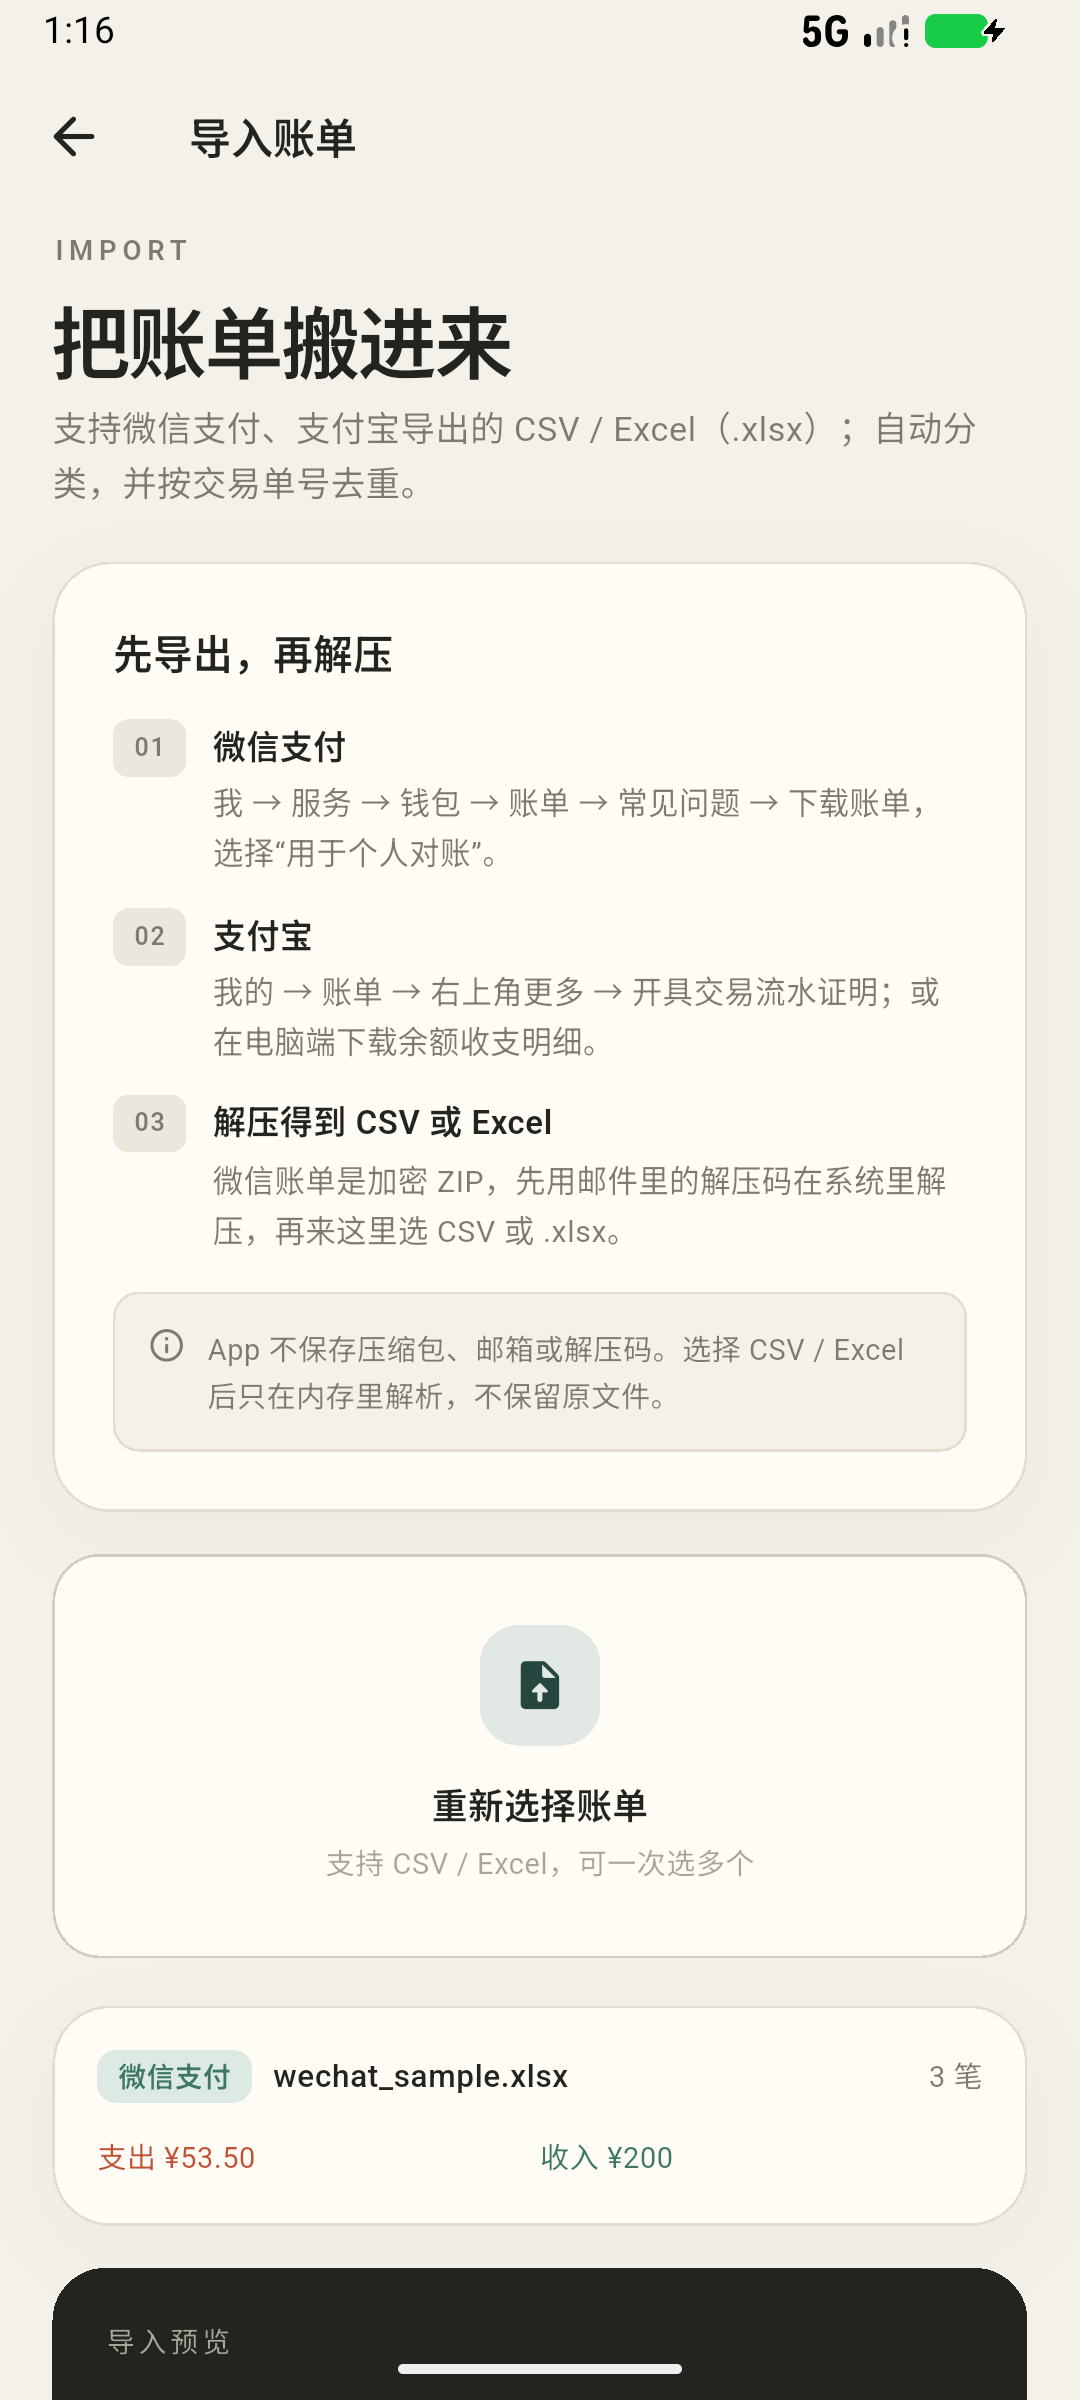 1:16
5G
导入账单
IMPORT
把账单搬进来
支持微信支付、支付宝导出的 CSV / Excel（.xlsx）；自动分
类，并按交易单号去重。
先导出，再解压
01
微信支付
我 → 服务 → 钱包 → 账单 → 常见问题 → 下载账单，
选择“用于个人对账”。
02
支付宝
我的 → 账单 → 右上角更多 → 开具交易流水证明；或
在电脑端下载余额收支明细。
03
解压得到 CSV 或 Excel
微信账单是加密 ZIP，先用邮件里的解压码在系统里解
压，再来这里选 CSV 或 .xlsx。
App 不保存压缩包、邮箱或解压码。选择 CSV / Excel
后只在内存里解析，不保留原文件。
重新选择账单
支持 CSV / Excel，可一次选多个
微信支付 wechat_sample.xlsx 3 笔
支出 ¥53.50 收入 ¥200
导入预览